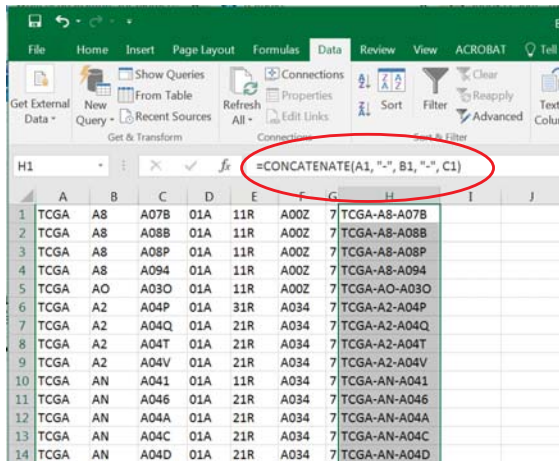 File Home Insert Page Layout Formulas Data Review View ACROBAT Tell
Get External Data
New Query
Show Queries
From Table
Recent Sources
Get & Transform
Refresh All
Connections
Properties
Edit Links
Connections
Sort
Filter
Clear
Reapply
Advanced
Sort & Filter
H1 fx =CONCATENATE(A1, "-", B1, "-", C1)
A B C D E F G H I J
1 TCGA A8 A07B 01A 11R A00Z 7 TCGA-A8-A07B
2 TCGA A8 A08B 01A 11R A00Z 7 TCGA-A8-A08B
3 TCGA A8 A08P 01A 11R A00Z 7 TCGA-A8-A08P
4 TCGA A8 A094 01A 11R A00Z 7 TCGA-A8-A094
5 TCGA AO A03O 01A 11R A00Z 7 TCGA-AO-A03O
6 TCGA A2 A04P 01A 31R A034 7 TCGA-A2-A04P
7 TCGA A2 A04Q 01A 21R A034 7 TCGA-A2-A04Q
8 TCGA A2 A04T 01A 21R A034 7 TCGA-A2-A04T
9 TCGA A2 A04V 01A 21R A034 7 TCGA-A2-A04V
10 TCGA AN A041 01A 11R A034 7 TCGA-AN-A041
11 TCGA AN A046 01A 21R A034 7 TCGA-AN-A046
12 TCGA AN A04A 01A 21R A034 7 TCGA-AN-A04A
13 TCGA AN A04C 01A 21R A034 7 TCGA-AN-A04C
14 TCGA AN A04D 01A 21R A034 7 TCGA-AN-A04D